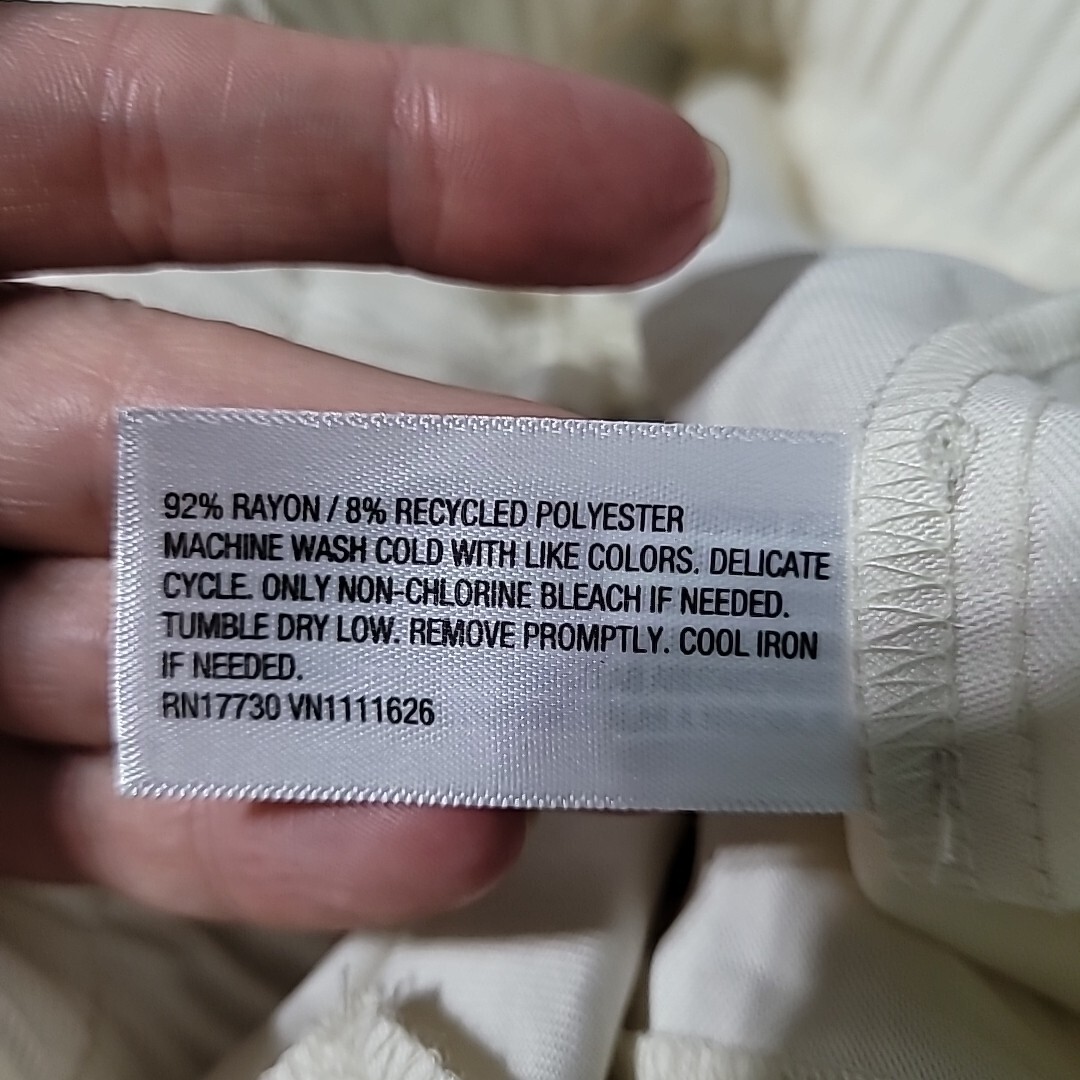 92% RAYON / 8% RECYCLED POLYESTER
MACHINE WASH COLD WITH LIKE COLORS. DELICATE
CYCLE. ONLY NON-CHLORINE BLEACH IF NEEDED.
TUMBLE DRY LOW. REMOVE PROMPTLY. COOL IRON
IF NEEDED.
RN17730 VN1111626